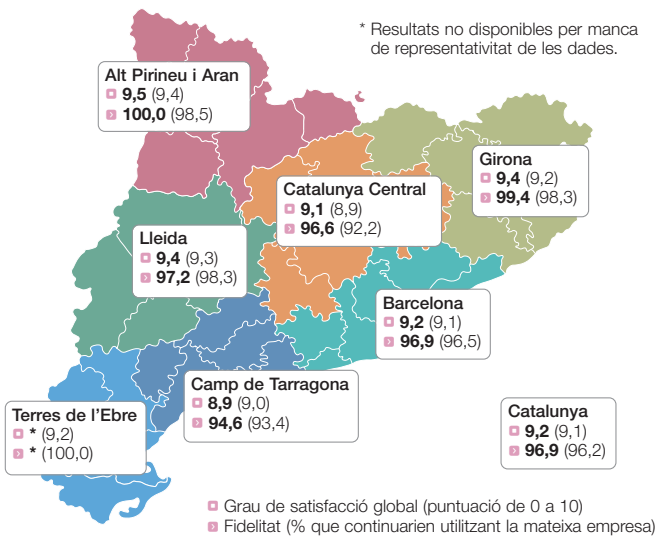 * Resultats no disponibles per manca
de representativitat de les dades.
Alt Pirineu i Aran
9,5 (9,4)
100,0 (98,5)
Girona
9,4 (9,2)
99,4 (98,3)
Catalunya Central
9,1 (8,9)
96,6 (92,2)
Lleida
9,4 (9,3)
97,2 (98,3)
Barcelona
9,2 (9,1)
96,9 (96,5)
Camp de Tarragona
8,9 (9,0)
94,6 (93,4)
Terres de l'Ebre
* (9,2)
* (100,0)
Catalunya
9,2 (9,1)
96,9 (96,2)
Grau de satisfacció global (puntuació de 0 a 10)
Fidelitat (% que continuarien utilitzant la mateixa empresa)